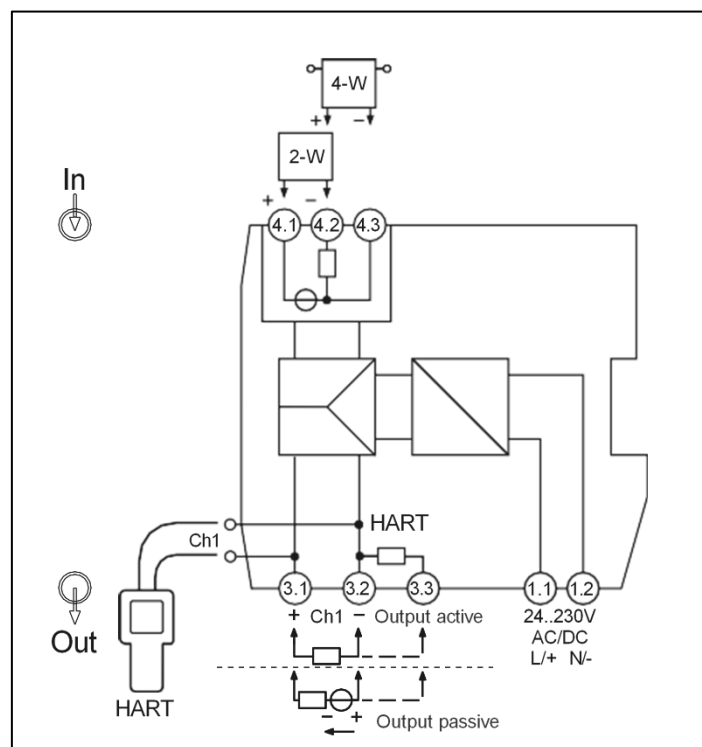 4-W
+ −
2-W
+ −
In
4.1 4.2 4.3
HART
Ch1
3.1 3.2 3.3 1.1 1.2
+ Ch1 − Output active 24..230V
AC/DC
L/+ N/-
Out
HART
− +
Output passive